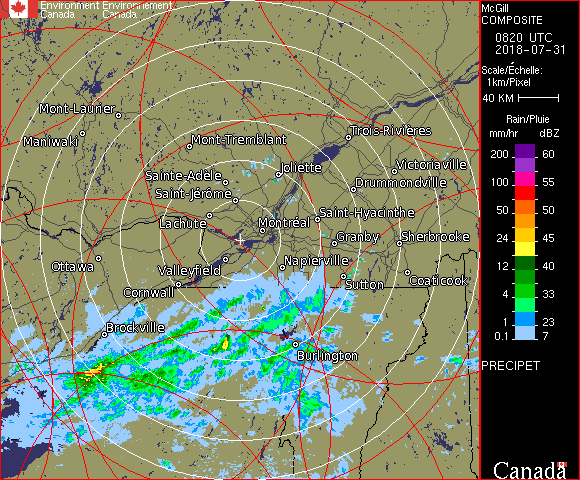 Environment Environnement
Canada Canada
McGill
COMPOSITE
0820 UTC
2018-07-31
Scale/Échelle:
1km/Pixel
40 KM
Rain/Pluie
mm/hr dBZ
200 60
100 55
50 50
24 45
12 40
4 33
2 23
0.1 7
PRECIPET
Canada
Mont-Laurier
Maniwaki
Mont-Tremblant
Trois-Rivières
Victoriaville
Joliette
Sainte-Adèle
Drummondville
Saint-Jérôme
Saint-Hyacinthe
Lachute
Montréal
Granby
Sherbrooke
Ottawa
Valleyfield
Napierville
Cornwall
Sutton
Coaticook
Brockville
Burlington